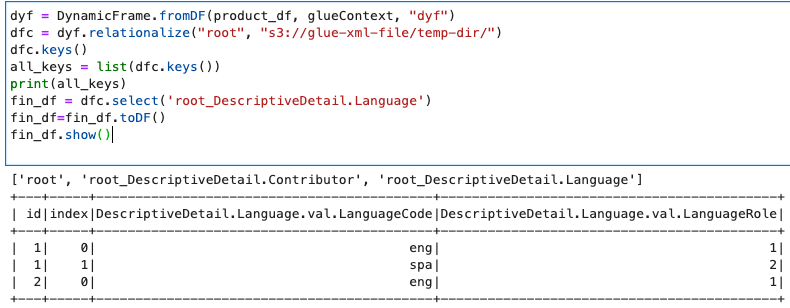 dyf = DynamicFrame.fromDF(product_df, glueContext, "dyf")
dfc = dyf.relationalize("root", "s3://glue-xml-file/temp-dir/")
dfc.keys()
all_keys = list(dfc.keys())
print(all_keys)
fin_df = dfc.select('root_DescriptiveDetail.Language')
fin_df=fin_df.toDF()
fin_df.show()
['root', 'root_DescriptiveDetail.Contributor', 'root_DescriptiveDetail.Language']
+---+-----+----------------------------------------+----------------------------------------+
| id|index|DescriptiveDetail.Language.val.LanguageCode|DescriptiveDetail.Language.val.LanguageRole|
+---+-----+----------------------------------------+----------------------------------------+
| 1| 0| eng| 1|
| 1| 1| spa| 2|
| 2| 0| eng| 1|
+---+-----+----------------------------------------+----------------------------------------+